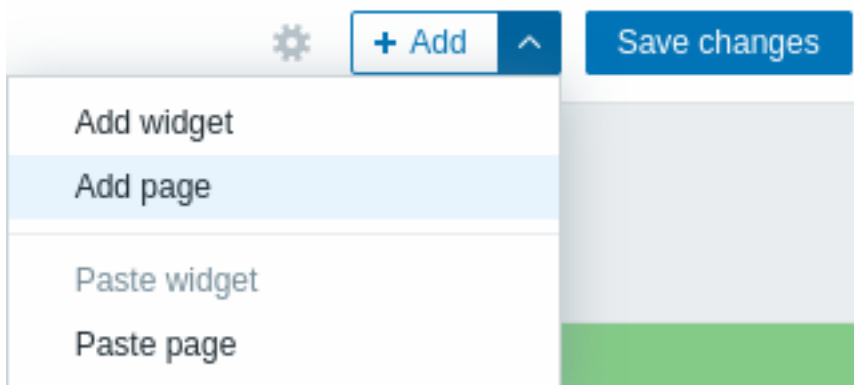 + Add
Save changes
Add widget
Add page
Paste widget
Paste page